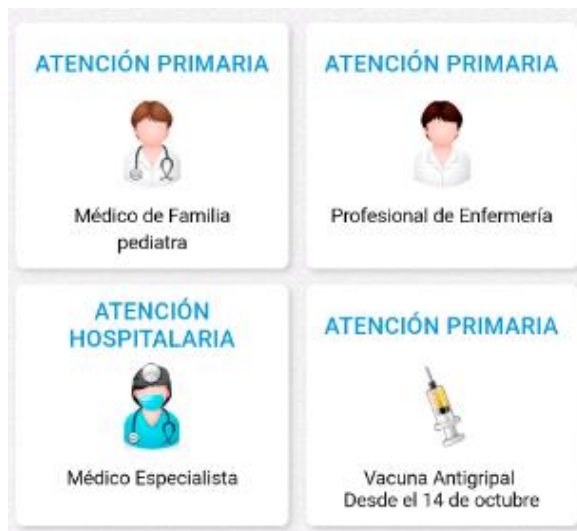 ATENCIÓN PRIMARIA
Médico de Familia
pediatra
ATENCIÓN PRIMARIA
Profesional de Enfermería
ATENCIÓN
HOSPITALARIA
Médico Especialista
ATENCIÓN PRIMARIA
Vacuna Antigripal
Desde el 14 de octubre